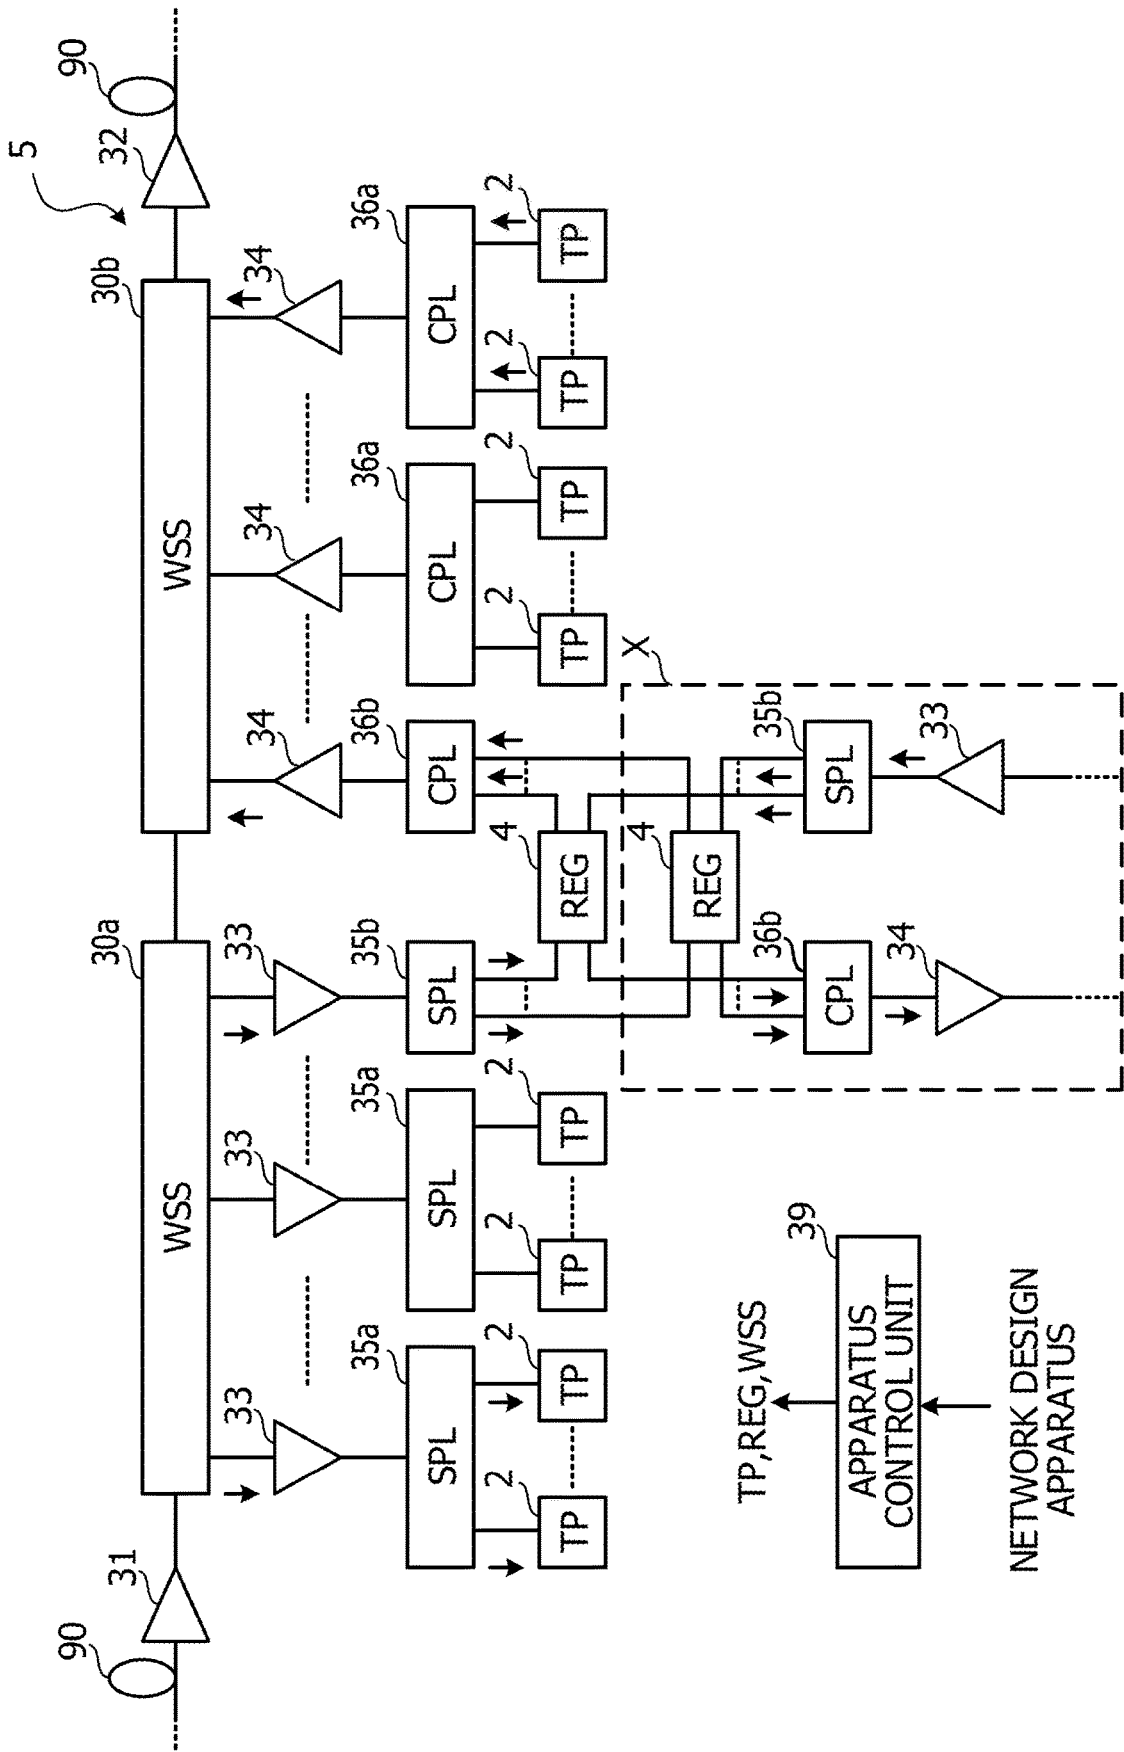 5
90
31
30a
30b
32
90
WSS
WSS
33
33
33
34
34
34
35a
35a
35b
36b
36a
36a
SPL
SPL
SPL
CPL
CPL
CPL
2
2
2
2
4
2
2
2
2
TP
TP
TP
TP
REG
TP
TP
TP
TP
X
4
REG
36b
35b
CPL
SPL
34
33
TP,REG,WSS
39
APPARATUS
CONTROL UNIT
NETWORK DESIGN
APPARATUS